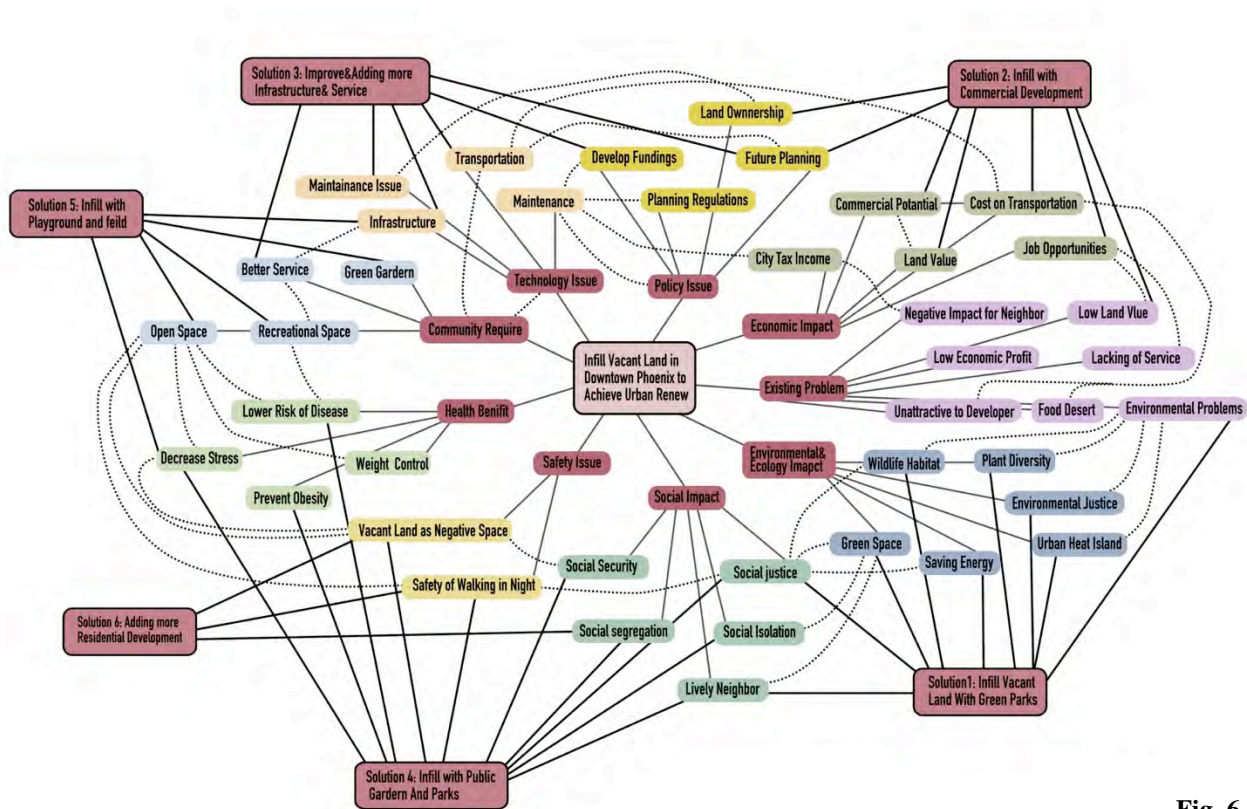 Solution 3: Improve&Adding more
Infrastructure& Service
Solution 2: Infill with
Commercial Development
Land Ownnership
Transportation
Develop Fundings
Future Planning
Maintainance Issue
Maintenance
Planning Regulations
Commercial Potential
Cost on Transportation
Solution 5: Infill with
Playground and feild
Infrastructure
City Tax Income
Land Value
Job Opportunities
Better Service
Green Gardern
Technology Issue
Policy Issue
Negative Impact for Neighbor
Low Land Vlue
Open Space
Recreational Space
Community Require
Economic Impact
Infill Vacant Land in
Downtown Phoenix to
Achieve Urban Renew
Low Economic Profit
Lacking of Service
Existing Problem
Lower Risk of Disease
Health Benifit
Unattractive to Developer
Food Desert
Environmental Problems
Decrease Stress
Weight Control
Safety Issue
Environmental&
Ecology Imapct
Wildlife Habitat
Plant Diversity
Prevent Obesity
Social Impact
Environmental Justice
Vacant Land as Negative Space
Green Space
Urban Heat Island
Social Security
Social justice
Saving Energy
Safety of Walking in Night
Solution 6: Adding more
Residential Development
Social segregation
Social Isolation
Lively Neighbor
Solution1: Infill Vacant
Land With Green Parks
Solution 4: Infill with Public
Gardern And Parks
Fig. 6